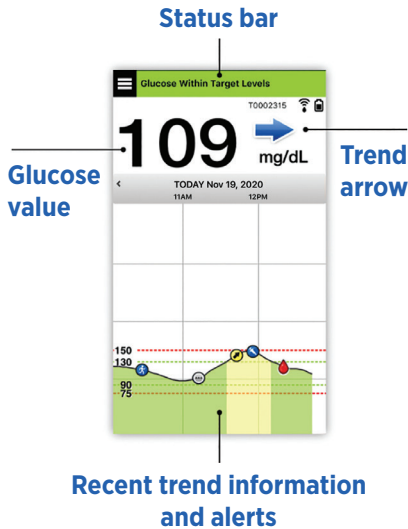 Status bar
Glucose Within Target Levels
T0002315
109
mg/dL
Glucose
value
Trend
arrow
TODAY Nov 19, 2020
11AM 12PM
150
130
90
75
Recent trend information
and alerts